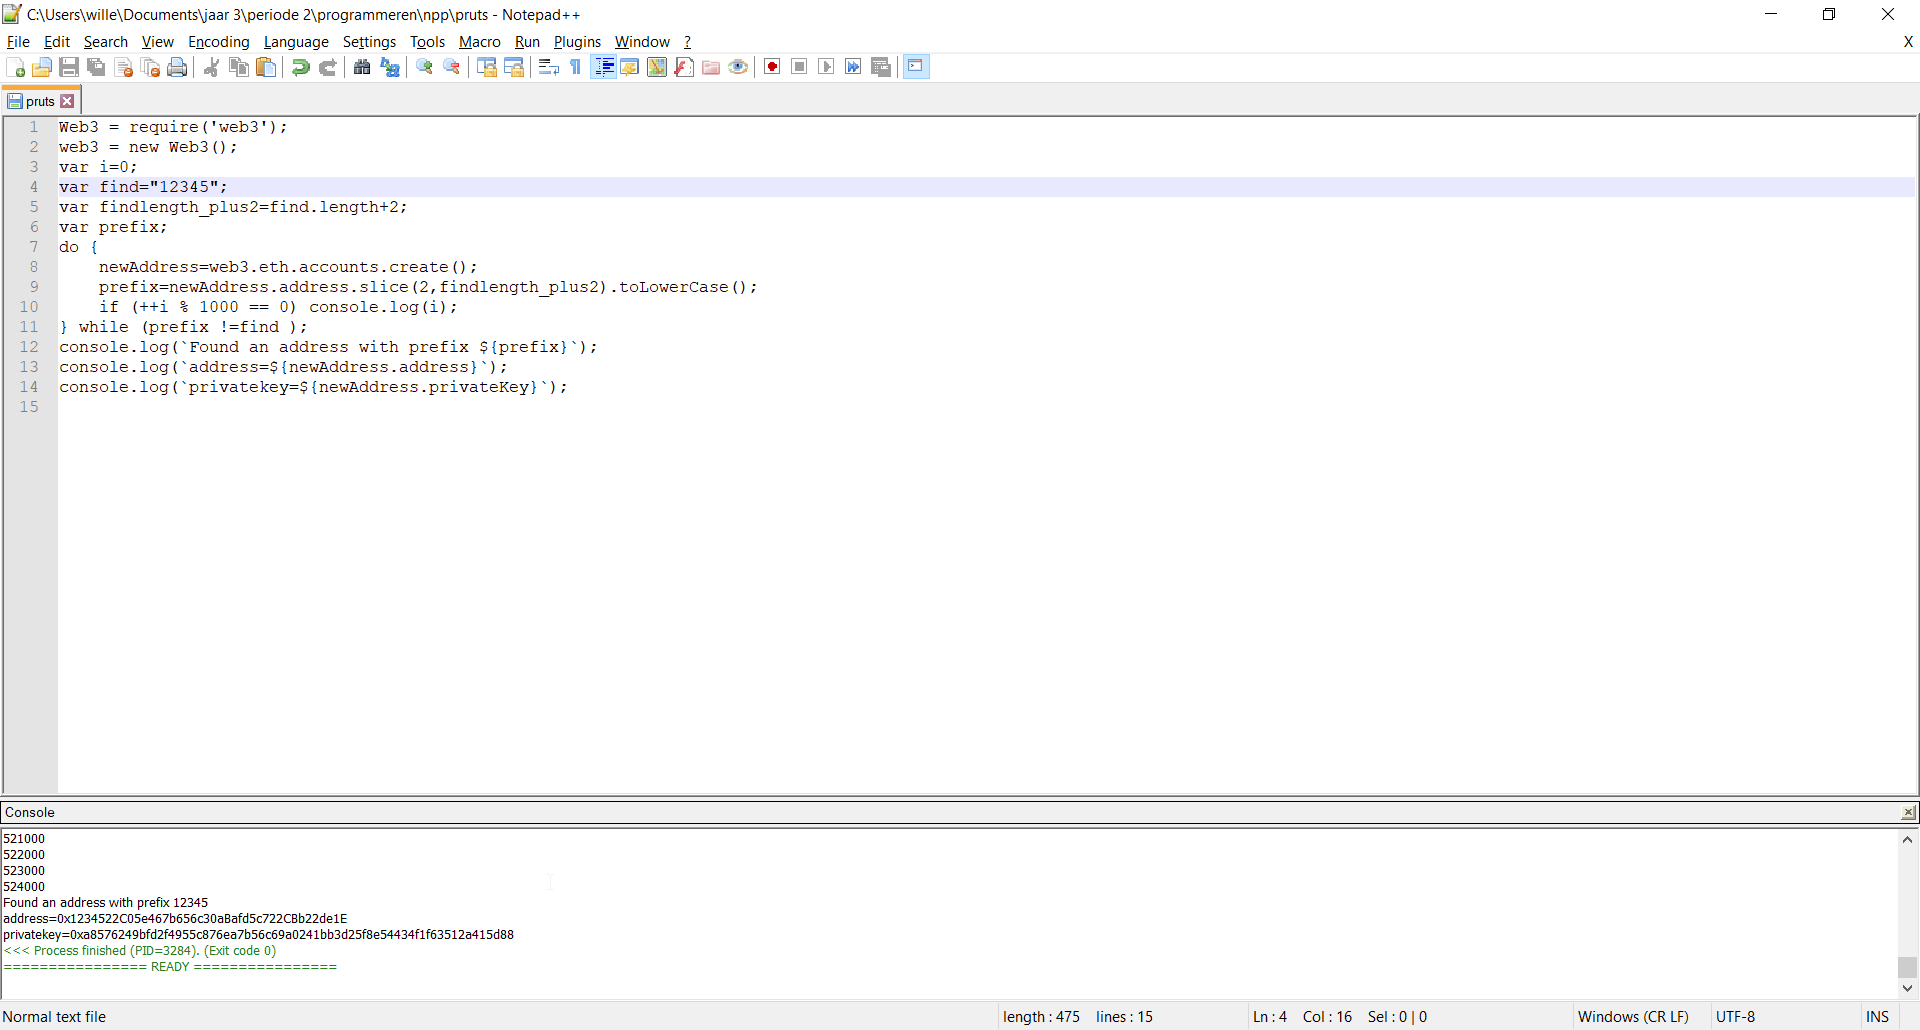 C:\Users\wille\Documents\jaar 3\periode 2\programmeren\npp\pruts - Notepad++
File Edit Search View Encoding Language Settings Tools Macro Run Plugins Window ? X
pruts
1 Web3 = require('web3');
2 web3 = new Web3();
3 var i=0;
4 var find="12345";
5 var findlength_plus2=find.length+2;
6 var prefix;
7 do {
8     newAddress=web3.eth.accounts.create();
9     prefix=newAddress.address.slice(2,findlength_plus2).toLowerCase();
10     if (++i % 1000 == 0) console.log(i);
11 } while (prefix !=find );
12 console.log(`Found an address with prefix ${prefix}`);
13 console.log(`address=${newAddress.address}`);
14 console.log(`privatekey=${newAddress.privateKey}`);
15
Console
521000
522000
523000
524000
Found an address with prefix 12345
address=0x1234522C05e467b656c30aBafd5c722CBb22de1E
privatekey=0xa8576249bfd2f4955c876ea7b56c69a0241bb3d25f8e54434f1f63512a415d88
<<< Process finished (PID=3284). (Exit code 0)
================ READY ================
Normal text file length : 475 lines : 15 Ln : 4 Col : 16 Sel : 0 | 0 Windows (CR LF) UTF-8 INS